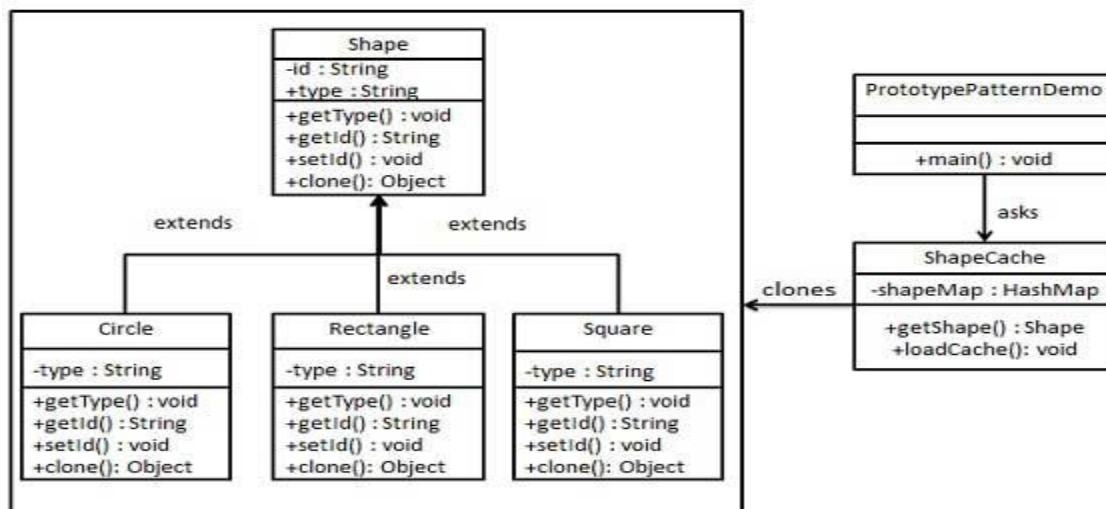 Shape
-id : String
+type : String
+getType() : void
+getId() : String
+setId() : void
+clone(): Object
extends
extends
extends
Circle
-type : String
+getType() : void
+getId() : String
+setId() : void
+clone(): Object
Rectangle
-type : String
+getType() : void
+getId() : String
+setId() : void
+clone(): Object
Square
-type : String
+getType() : void
+getId() : String
+setId() : void
+clone(): Object
PrototypePatternDemo
+main() : void
asks
ShapeCache
-shapeMap : HashMap
+getShape() : Shape
+loadCache(): void
clones